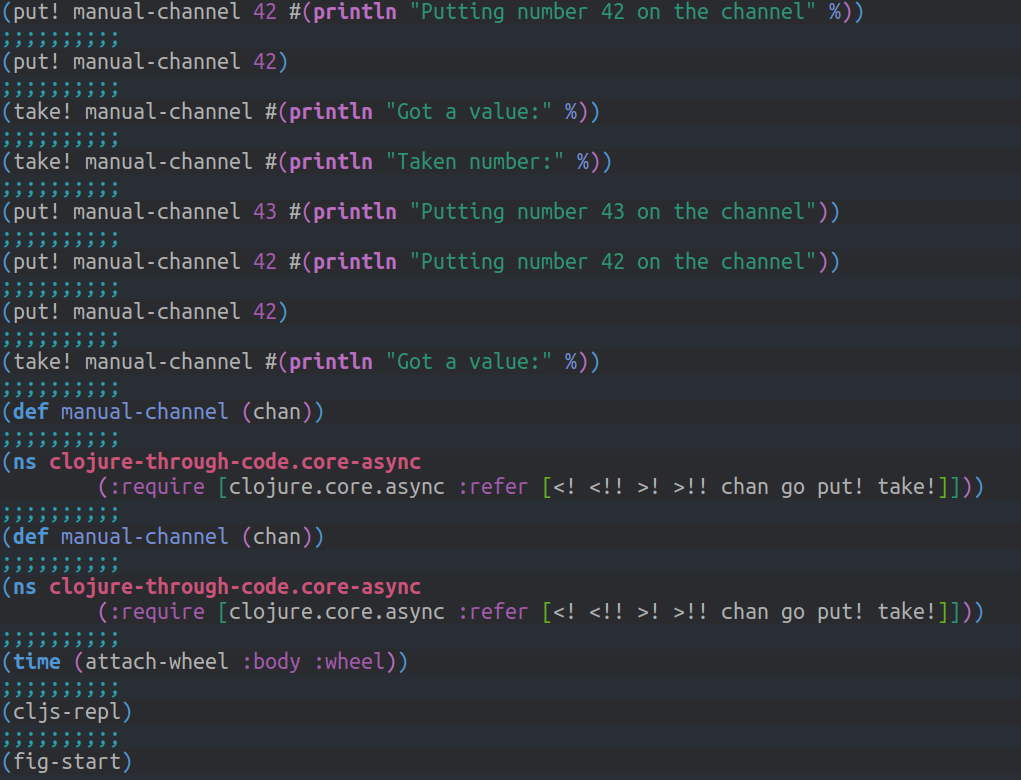 (put! manual-channel 42 #(println "Putting number 42 on the channel" %))
;;;;;;;;;;
(put! manual-channel 42)
;;;;;;;;;;
(take! manual-channel #(println "Got a value:" %))
;;;;;;;;;;
(take! manual-channel #(println "Taken number:" %))
;;;;;;;;;;
(put! manual-channel 43 #(println "Putting number 43 on the channel"))
;;;;;;;;;;
(put! manual-channel 42 #(println "Putting number 42 on the channel"))
;;;;;;;;;;
(put! manual-channel 42)
;;;;;;;;;;
(take! manual-channel #(println "Got a value:" %))
;;;;;;;;;;
(def manual-channel (chan))
;;;;;;;;;;
(ns clojure-through-code.core-async
        (:require [clojure.core.async :refer [<! <!! >! >!! chan go put! take!]]))
;;;;;;;;;;
(def manual-channel (chan))
;;;;;;;;;;
(ns clojure-through-code.core-async
        (:require [clojure.core.async :refer [<! <!! >! >!! chan go put! take!]]))
;;;;;;;;;;
(time (attach-wheel :body :wheel))
;;;;;;;;;;
(cljs-repl)
;;;;;;;;;;
(fig-start)